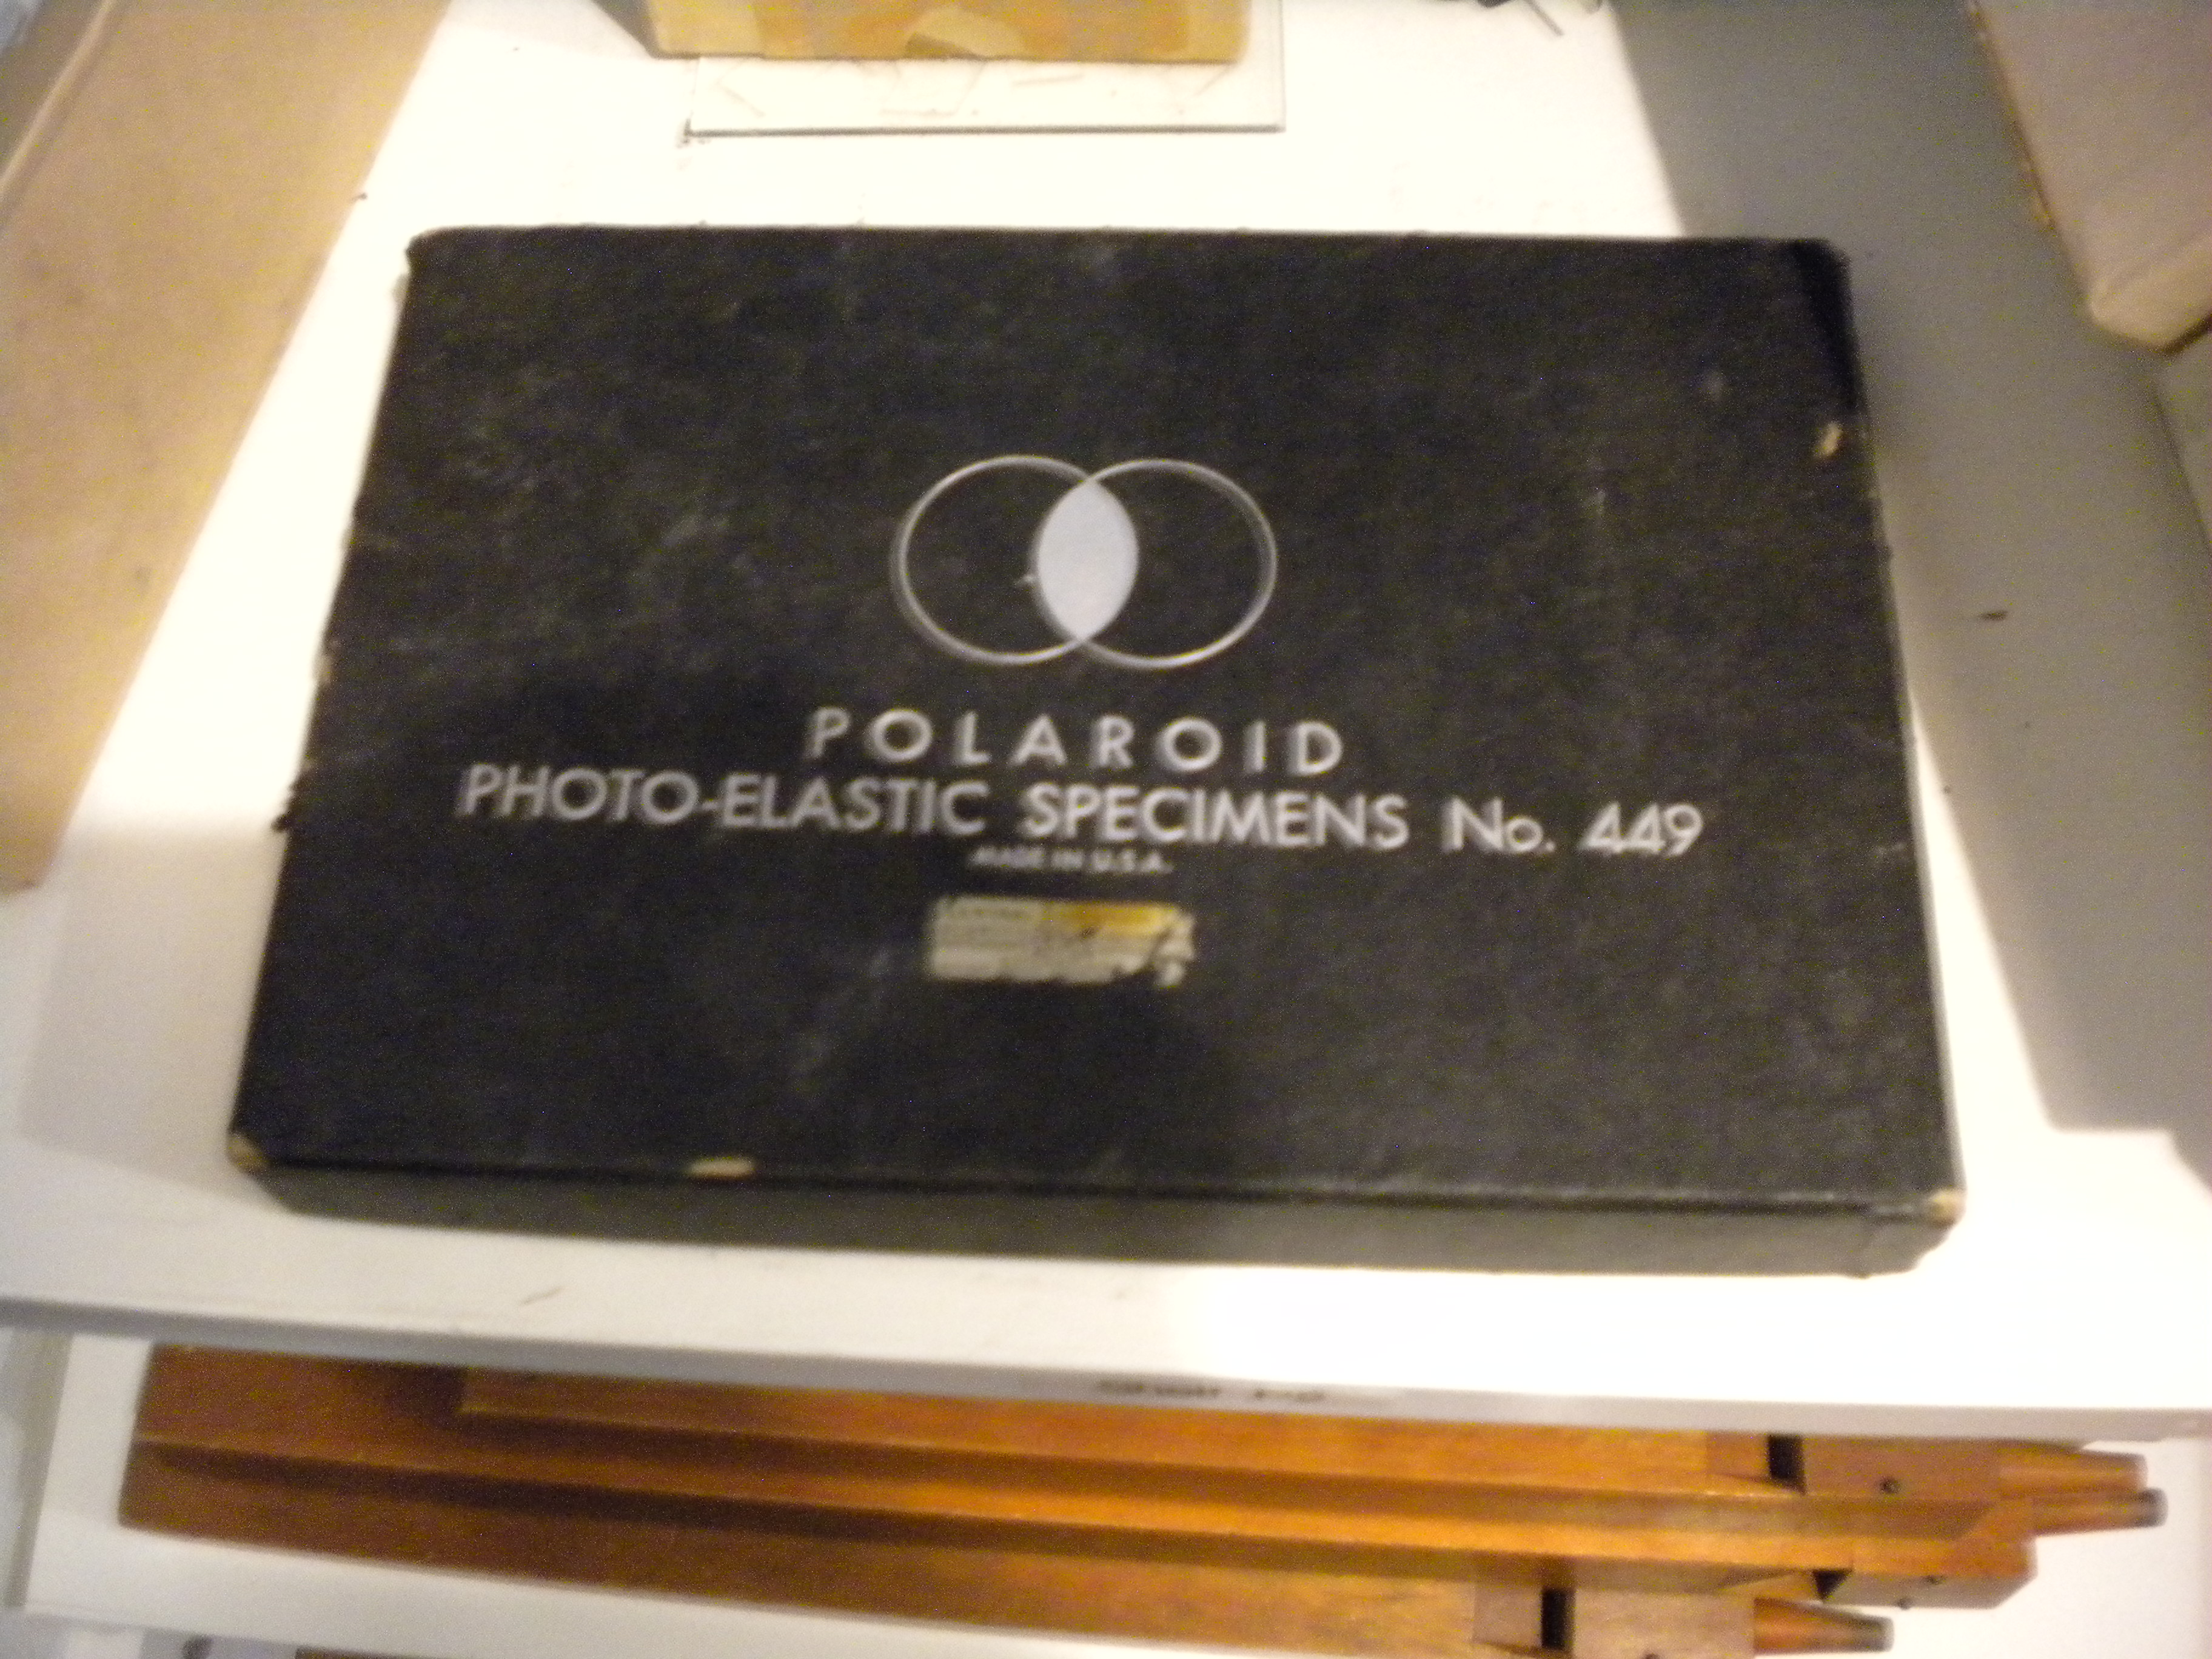 POLAROID
PHOTO-ELASTIC SPECIMENS No. 449
MADE IN U.S.A.